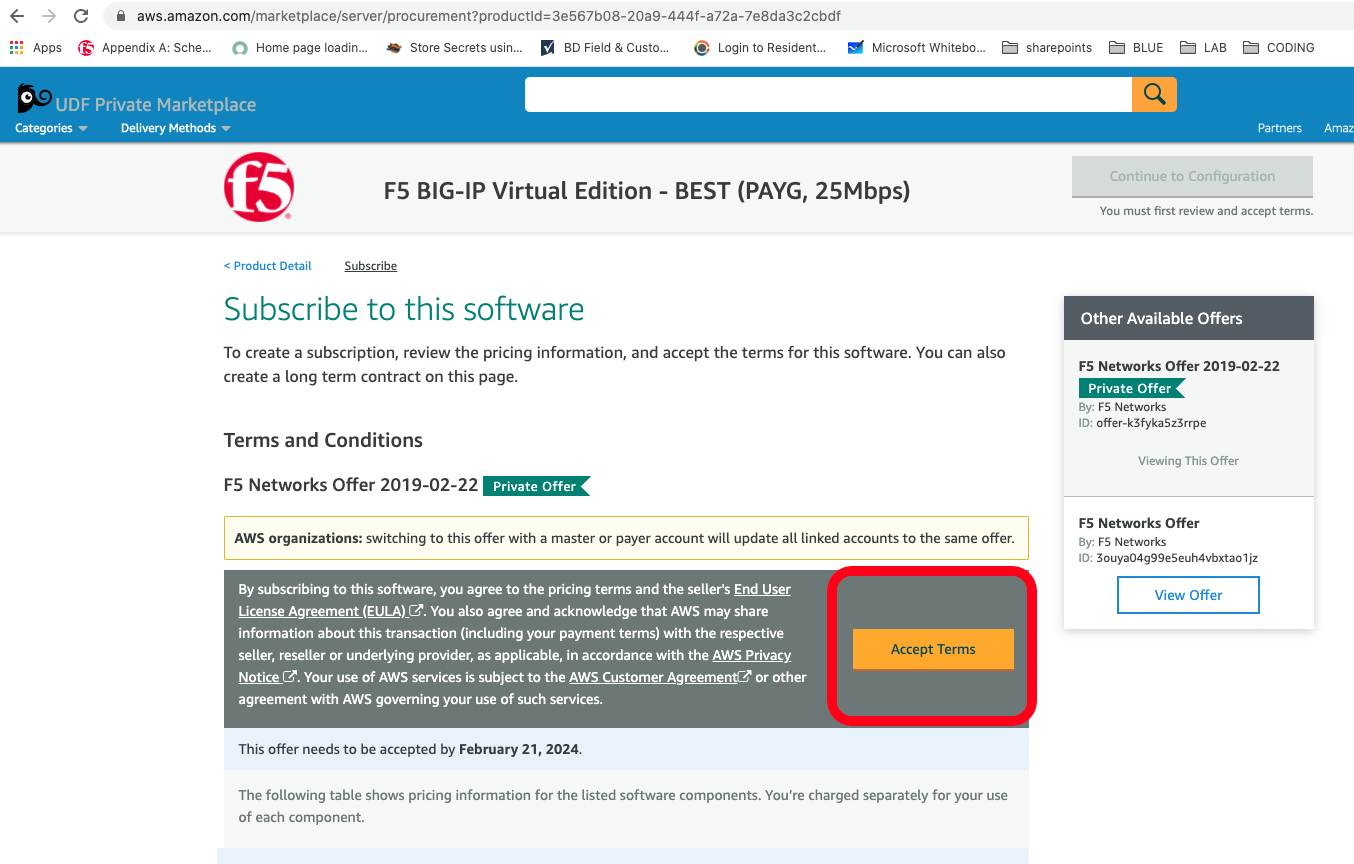 aws.amazon.com/marketplace/server/procurement?productId=3e567b08-20a9-444f-a72a-7e8da3c2cbdf
Apps Appendix A: Sche... Home page loadin... Store Secrets usin... BD Field & Custo... Login to Resident... Microsoft Whitebo... sharepoints BLUE LAB CODING
UDF Private Marketplace
Categories Delivery Methods
Partners Amaz
f5
F5 BIG-IP Virtual Edition - BEST (PAYG, 25Mbps)
Continue to Configuration
You must first review and accept terms.
< Product Detail Subscribe
Subscribe to this software
To create a subscription, review the pricing information, and accept the terms for this software. You can also
create a long term contract on this page.
Terms and Conditions
F5 Networks Offer 2019-02-22 Private Offer
AWS organizations: switching to this offer with a master or payer account will update all linked accounts to the same offer.
By subscribing to this software, you agree to the pricing terms and the seller's End User
License Agreement (EULA). You also agree and acknowledge that AWS may share
information about this transaction (including your payment terms) with the respective
seller, reseller or underlying provider, as applicable, in accordance with the AWS Privacy
Notice. Your use of AWS services is subject to the AWS Customer Agreement or other
agreement with AWS governing your use of such services.
Accept Terms
This offer needs to be accepted by February 21, 2024.
The following table shows pricing information for the listed software components. You're charged separately for your use
of each component.
Other Available Offers
F5 Networks Offer 2019-02-22
Private Offer
By: F5 Networks
ID: offer-k3fyka5z3rrpe
Viewing This Offer
F5 Networks Offer
By: F5 Networks
ID: 3ouya04g99e5euh4vbxtao1jz
View Offer